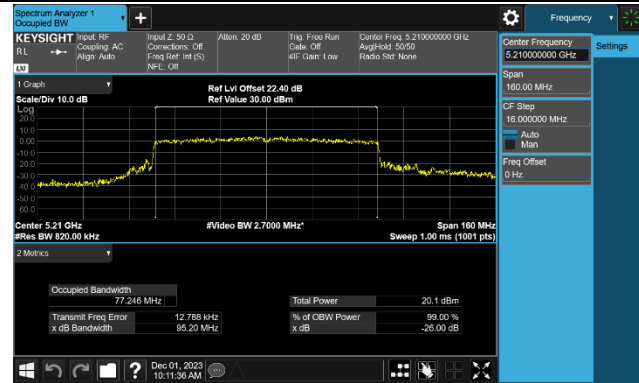 Spectrum Analyzer 1
Occupied BW
+
Frequency
KEYSIGHT Input: RF Input Z: 50 Ω Atten: 20 dB Trig: Free Run Center Freq: 5.210000000 GHz
RL Coupling: AC Corrections: Off Gate: Off Avg|Hold: 50/50
Align: Auto Freq Ref: Int (S) #IF Gain: Low Radio Std: None
NFE: Off
LXI
Center Frequency
5.210000000 GHz
Settings
Span
160.00 MHz
CF Step
16.000000 MHz
Auto
Man
Freq Offset
0 Hz
1 Graph
Ref Lvl Offset 22.40 dB
Scale/Div 10.0 dB Ref Value 30.00 dBm
Log
20.0
10.0
0.00
-10.0
-20.0
-30.0
-40.0
-50.0
-60.0
Center 5.21 GHz #Video BW 2.7000 MHz* Span 160 MHz
#Res BW 820.00 kHz Sweep 1.00 ms (1001 pts)
2 Metrics
Occupied Bandwidth
77.246 MHz Total Power 20.1 dBm
Transmit Freq Error 12.788 kHz % of OBW Power 99.00 %
x dB Bandwidth 95.20 MHz x dB -26.00 dB
? Dec 01, 2023
10:11:36 AM